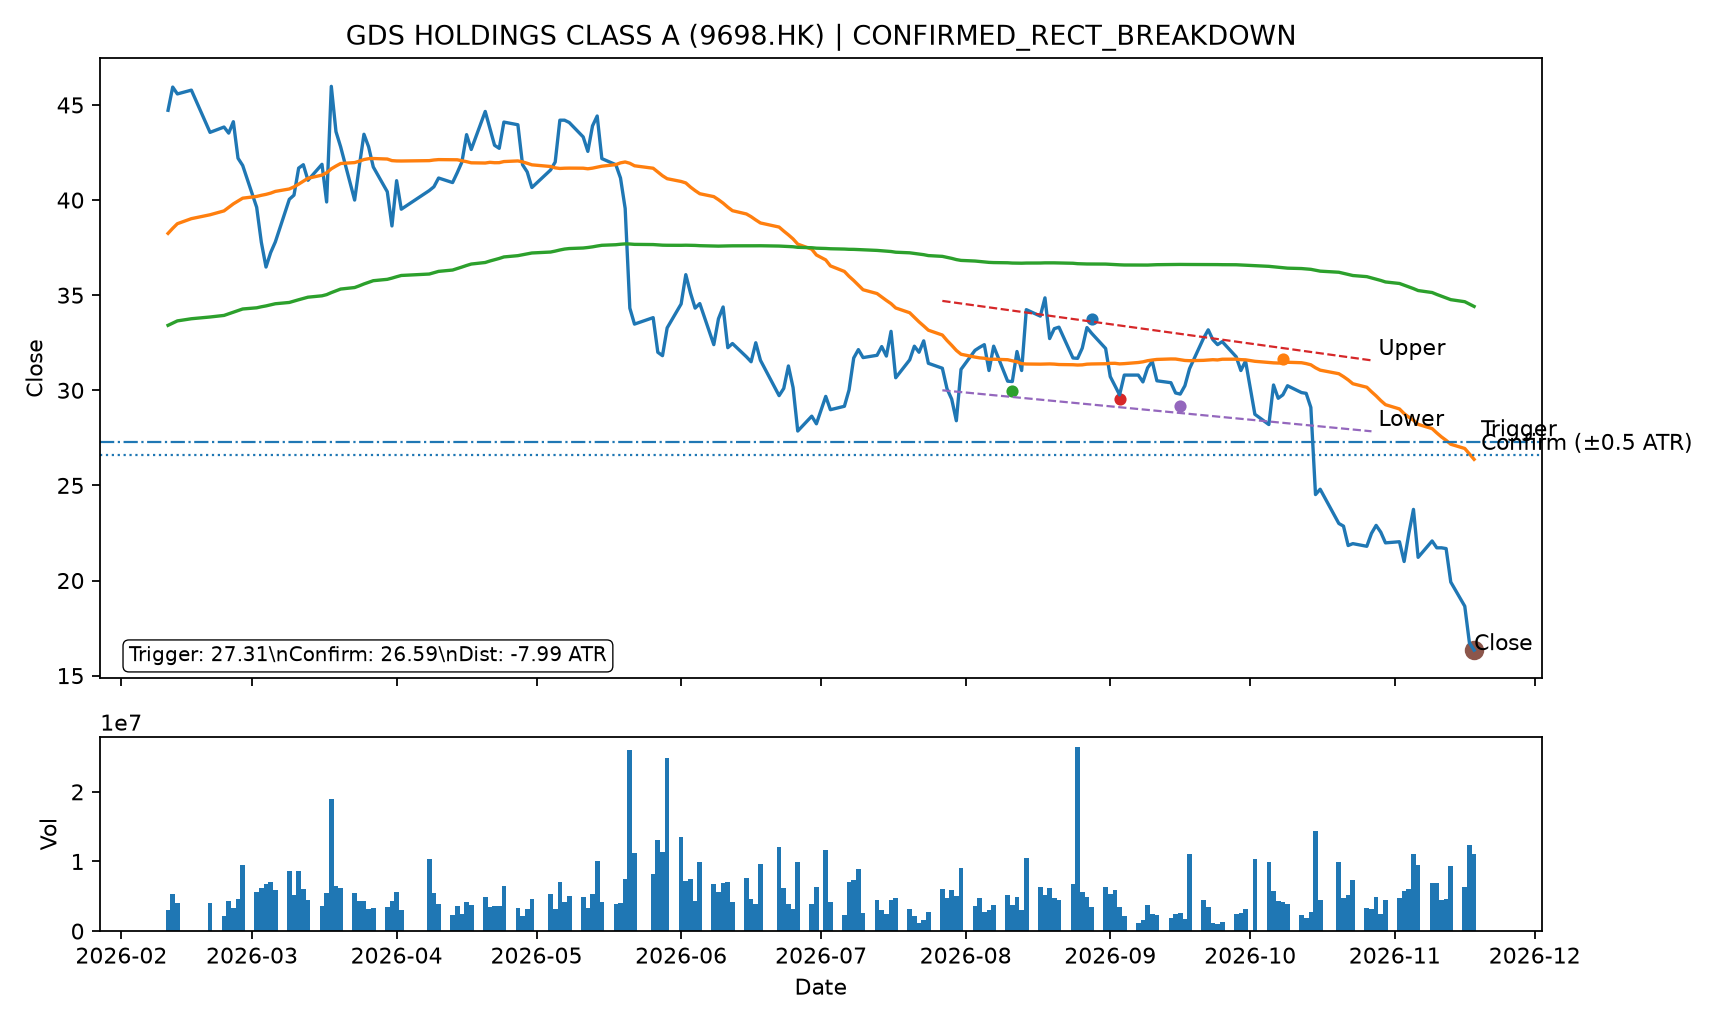 GDS HOLDINGS CLASS A (9698.HK) | CONFIRMED_RECT_BREAKDOWN
Close
45
40
35
30
25
20
15
Upper
Lower
Trigger
Confirm (±0.5 ATR)
Close
Trigger: 27.31\nConfirm: 26.59\nDist: -7.99 ATR
1e7
Vol
2
1
0
2026-02 2026-03 2026-04 2026-05 2026-06 2026-07 2026-08 2026-09 2026-10 2026-11 2026-12
Date